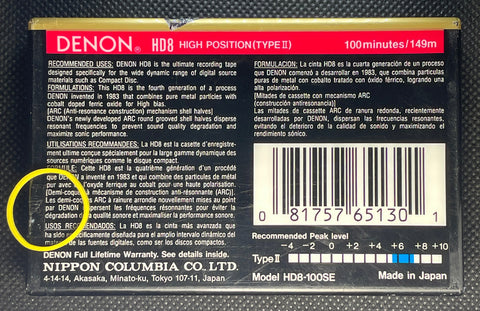 DENON® HD8 HIGH POSITION (TYPE II) 100minutes/149m
RECOMMENDED USES: DENON HD8 is the ultimate recording tape
designed specifically for the wide dynamic range of digital source
materials such as Compact Disc.
FORMULATIONS: This HD8 is the fourth generation of a process
DENON invented in 1983 that combines pure metal particles with
cobalt doped ferric oxide for High bias.
[ARC (Anti-resonance construction) mechanism shell halves]
DENON's newly developed ARC round grooved shell halves disperse
resonant frequencies to prevent sound quality degradation and
maximize sonic performance.
UTILISATIONS RECOMMANDEES: La HD8 est la cassette d'enregistre-
ment ultime conçue spécialement pour la large gamme dynamique des
sources numériques comme le disque compact.
FORMULE: Cette HD8 est la quatrième génération d'un procédé
que DENON a inventé en 1983 et qui combine des particules de métal
pur avec l'oxyde ferrique au cobalt pour une haute polarisation.
[Demi-coques à mécanisme de construction anti-résonante (ARC)].
Les demi-coques ARC à rainure arrondie nouvellement mises au point
par DENON dispersent les fréquences résonantes pour éviter la
dégradation de la qualité sonore et maximaliser la performance sonore.
USOS RECOMENDADOS: La HD8 es la cinta más avanzada que
ha sido específicamente diseñada para el amplio intervalo dinámico del
material de las fuentes digitales, como ser los discos compactos.
DENON Full Lifetime Warranty. See details inside.
NIPPON COLUMBIA CO., LTD.
4-14-14, Akasaka, Minato-ku, Tokyo 107-11, Japan
FORMULACION: La cinta HD8 es la cuarta generación de un proceso
que DENON comenzó a desarrollar en 1983, que combina partículas
puras de metal con cobalto tratado con óxido férrico, logrando una
alta polarización.
[Mitades de cassette con mecanismo ARC
(construcción antiresonancia)]
Las mitades de cassette ARC de ranura redonda, recientemente
desarrolladas por DENON, dispersan las frecuencias resonantes,
evitando el deterioro de la calidad de sonido y maximizando el
rendimiento sónico.
0 81757 65130 1
Recommended Peak level
−4 −2 0 +2 +4 +6 +8 +10
Type II
Model HD8-100SE Made in Japan